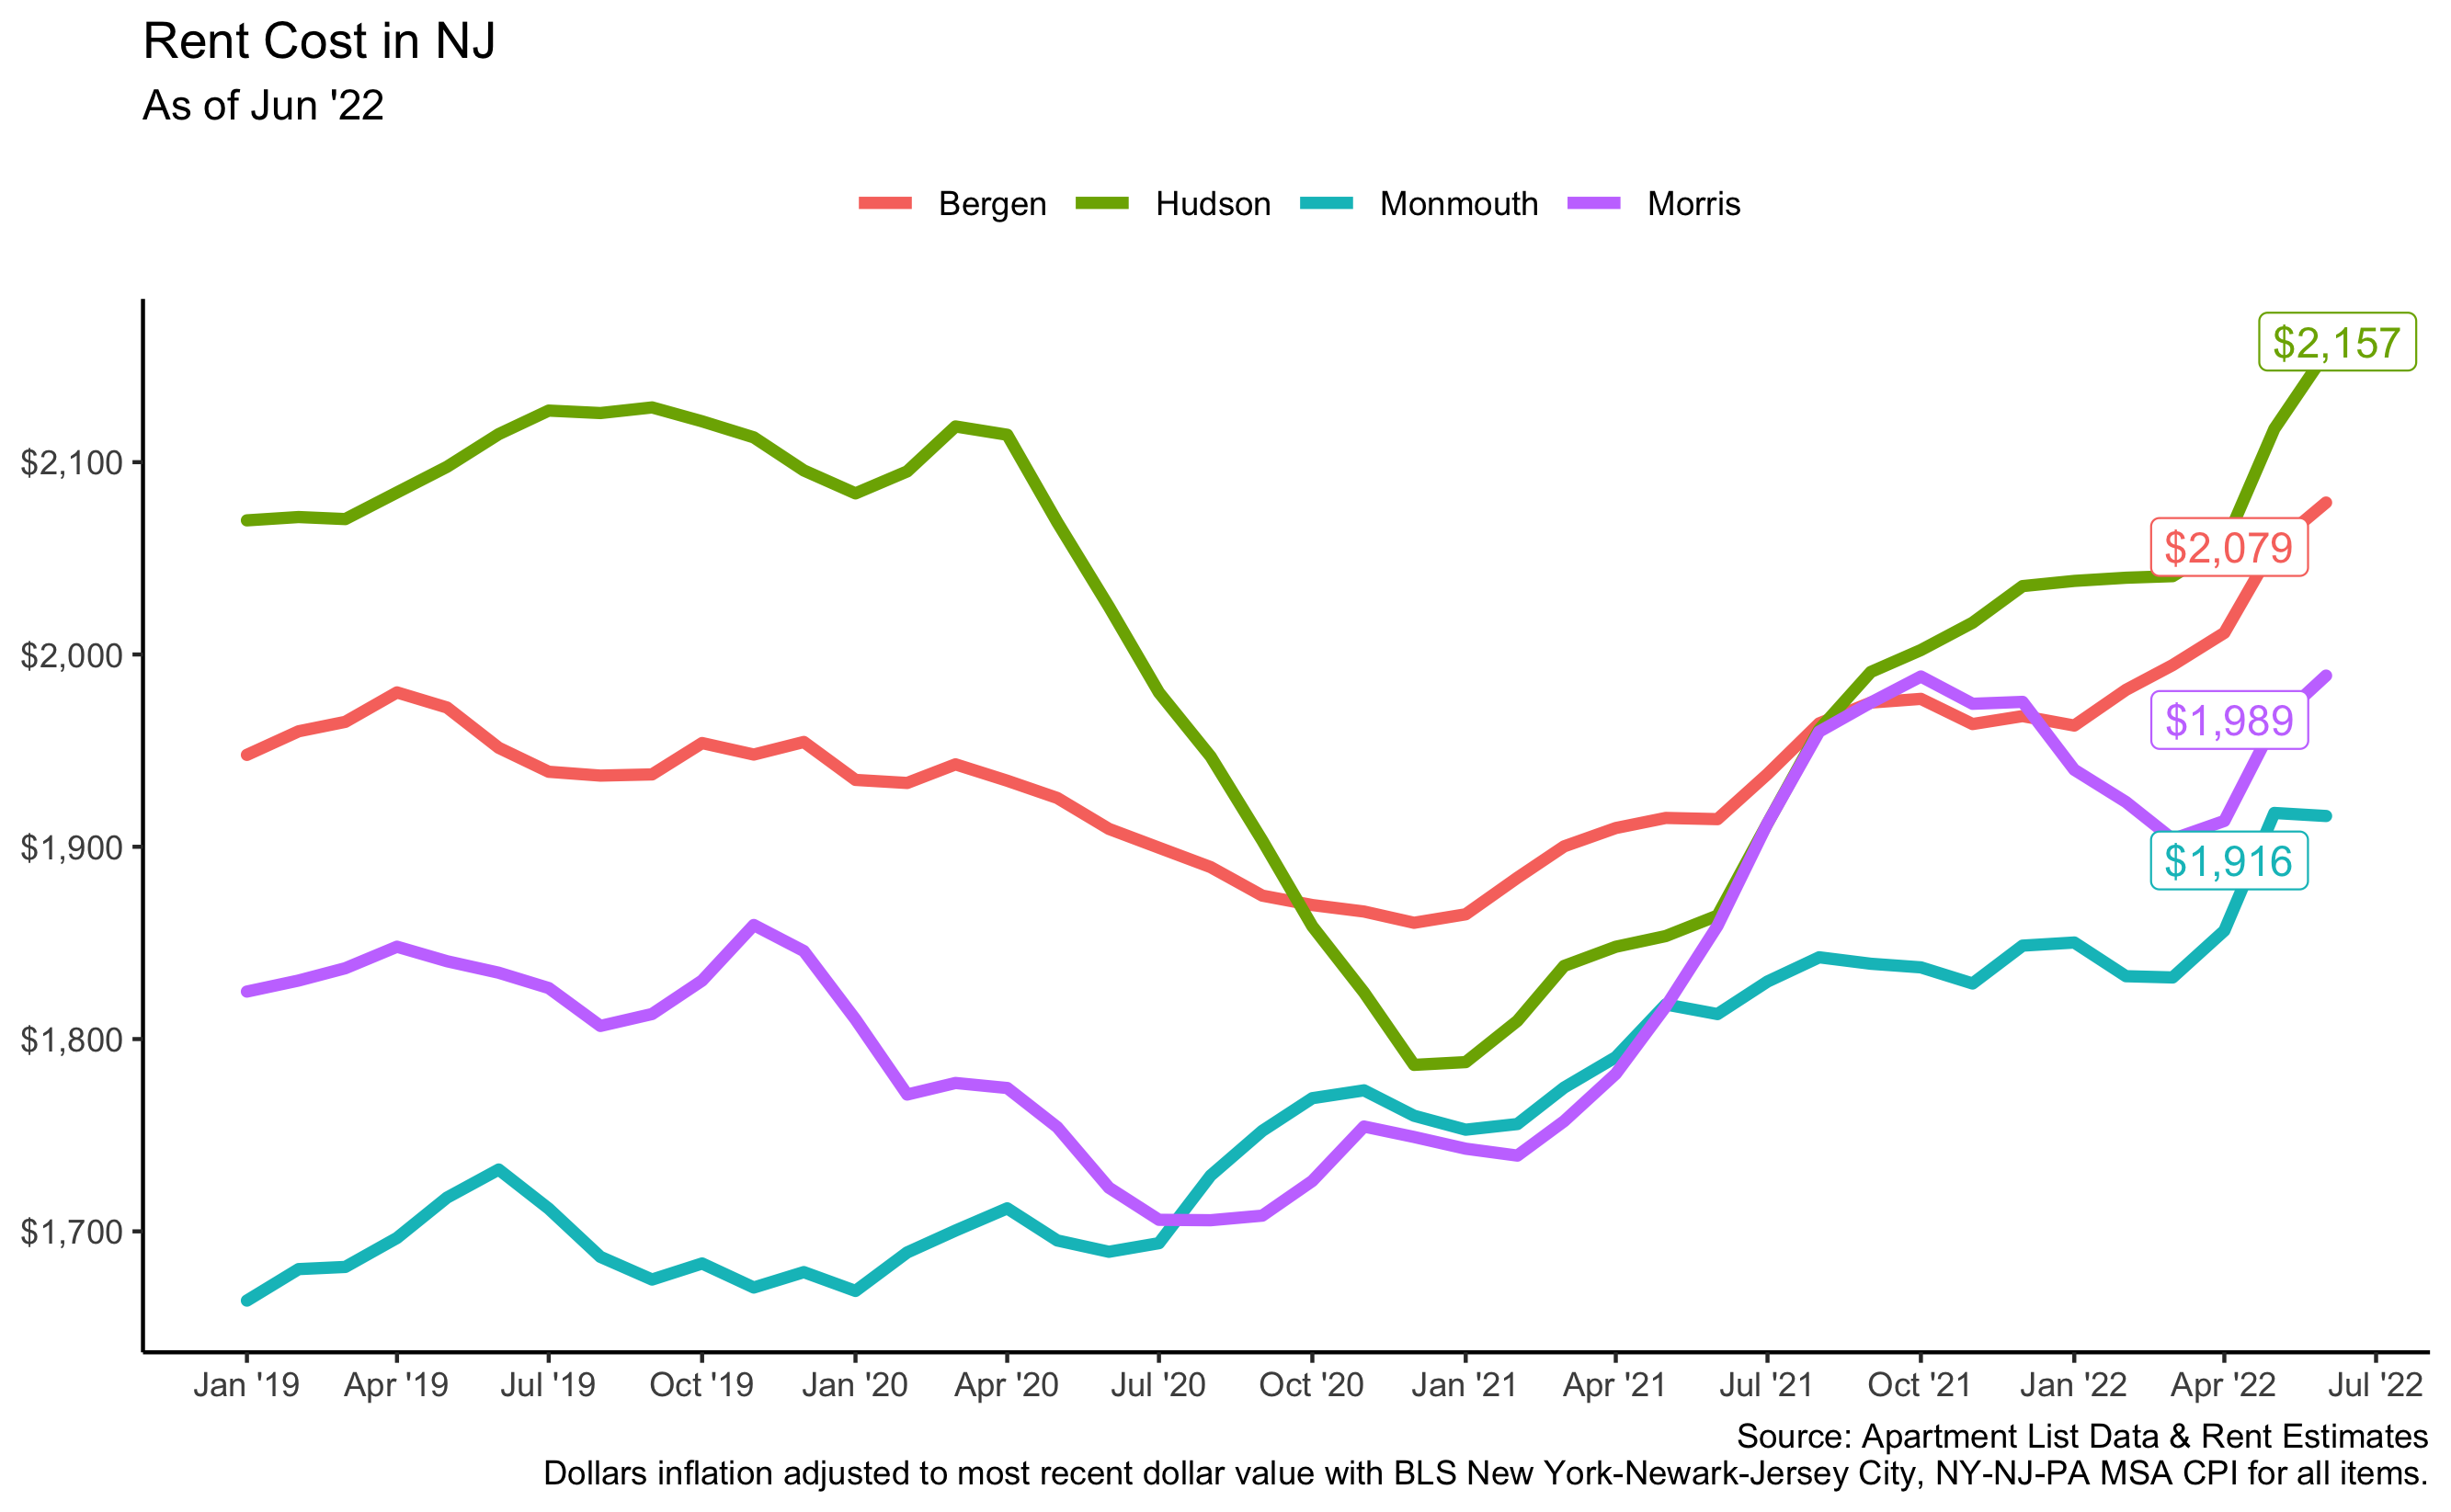 Rent Cost in NJ
As of Jun '22
Bergen Hudson Monmouth Morris
$2,157
$2,100
$2,079
$2,000
$1,989
$1,900
$1,916
$1,800
$1,700
Jan '19 Apr '19 Jul '19 Oct '19 Jan '20 Apr '20 Jul '20 Oct '20 Jan '21 Apr '21 Jul '21 Oct '21 Jan '22 Apr '22 Jul '22
Source: Apartment List Data & Rent Estimates
Dollars inflation adjusted to most recent dollar value with BLS New York-Newark-Jersey City, NY-NJ-PA MSA CPI for all items.